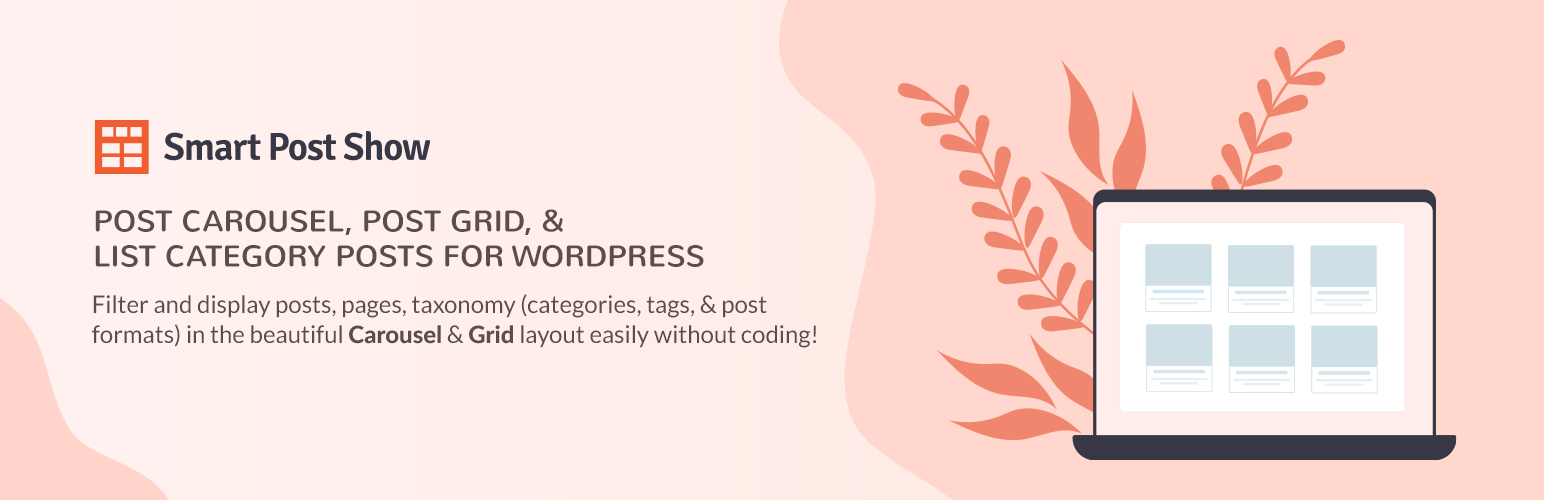 Smart Post Show
POST CAROUSEL, POST GRID, &
LIST CATEGORY POSTS FOR WORDPRESS
Filter and display posts, pages, taxonomy (categories, tags, & post
formats) in the beautiful Carousel & Grid layout easily without coding!